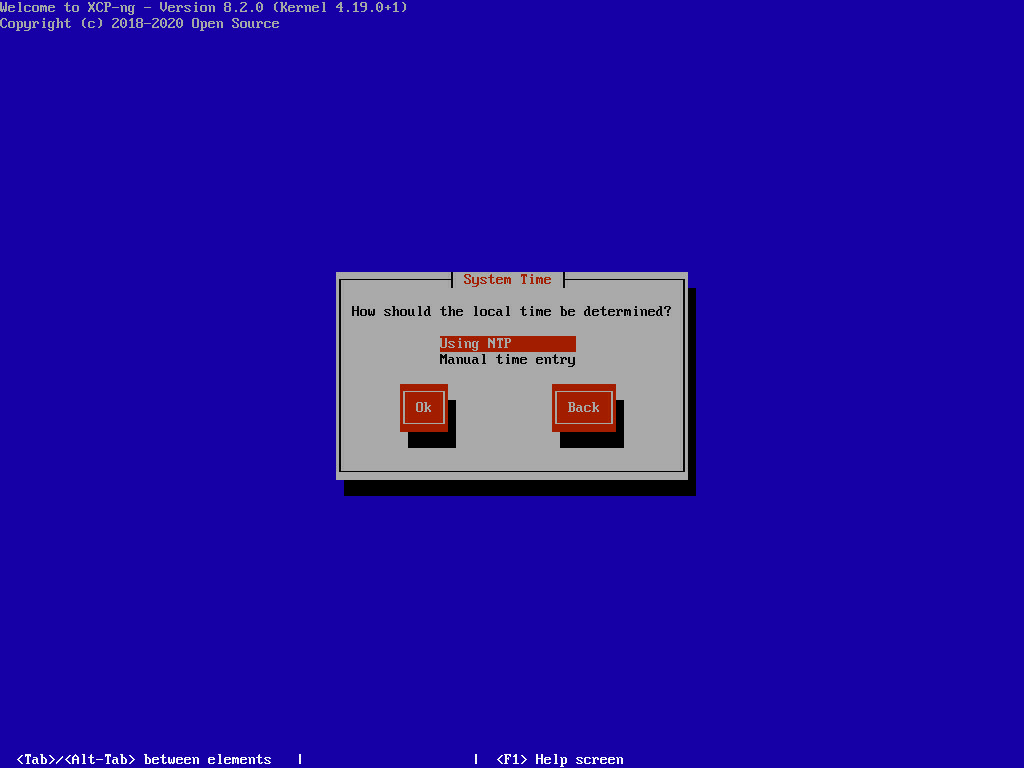 Welcome to XCP-ng - Version 8.2.0 (Kernel 4.19.0+1)
Copyright (c) 2018-2020 Open Source
System Time
How should the local time be determined?
Using NTP
Manual time entry
Ok
Back
<Tab>/<Alt-Tab> between elements | | <F1> Help screen